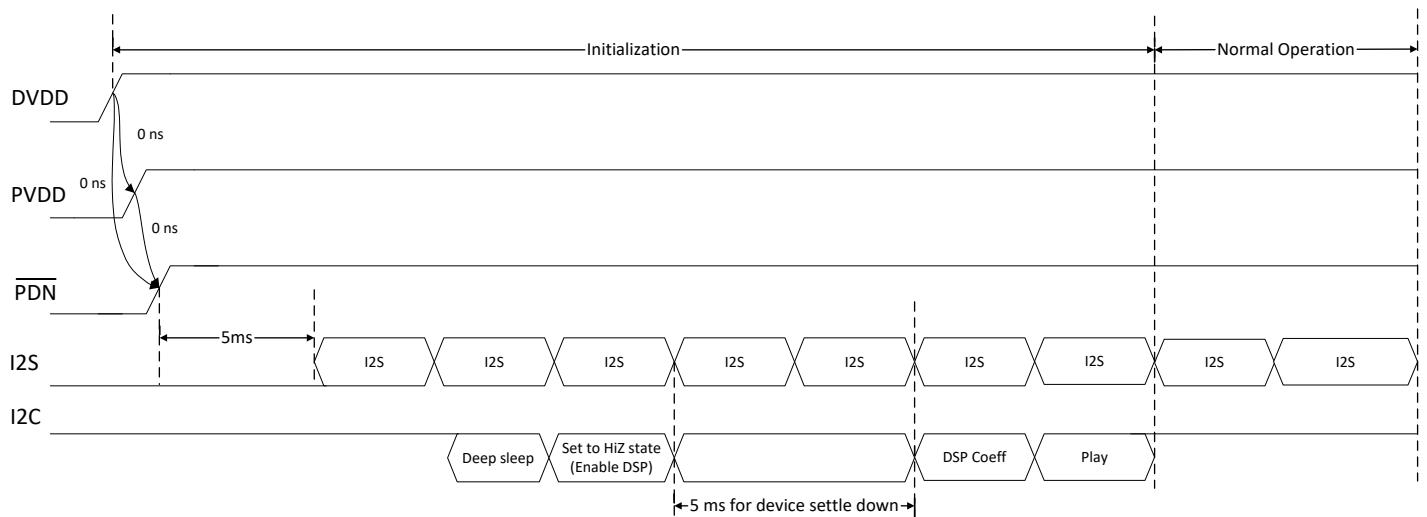 Initialization
Normal Operation
DVDD
0 ns
PVDD
0 ns
0 ns
PDN
5ms
I2S
I2S
I2S
I2S
I2S
I2S
I2S
I2S
I2S
I2S
I2C
Deep sleep
Set to HiZ state
(Enable DSP)
DSP Coeff
Play
5 ms for device settle down